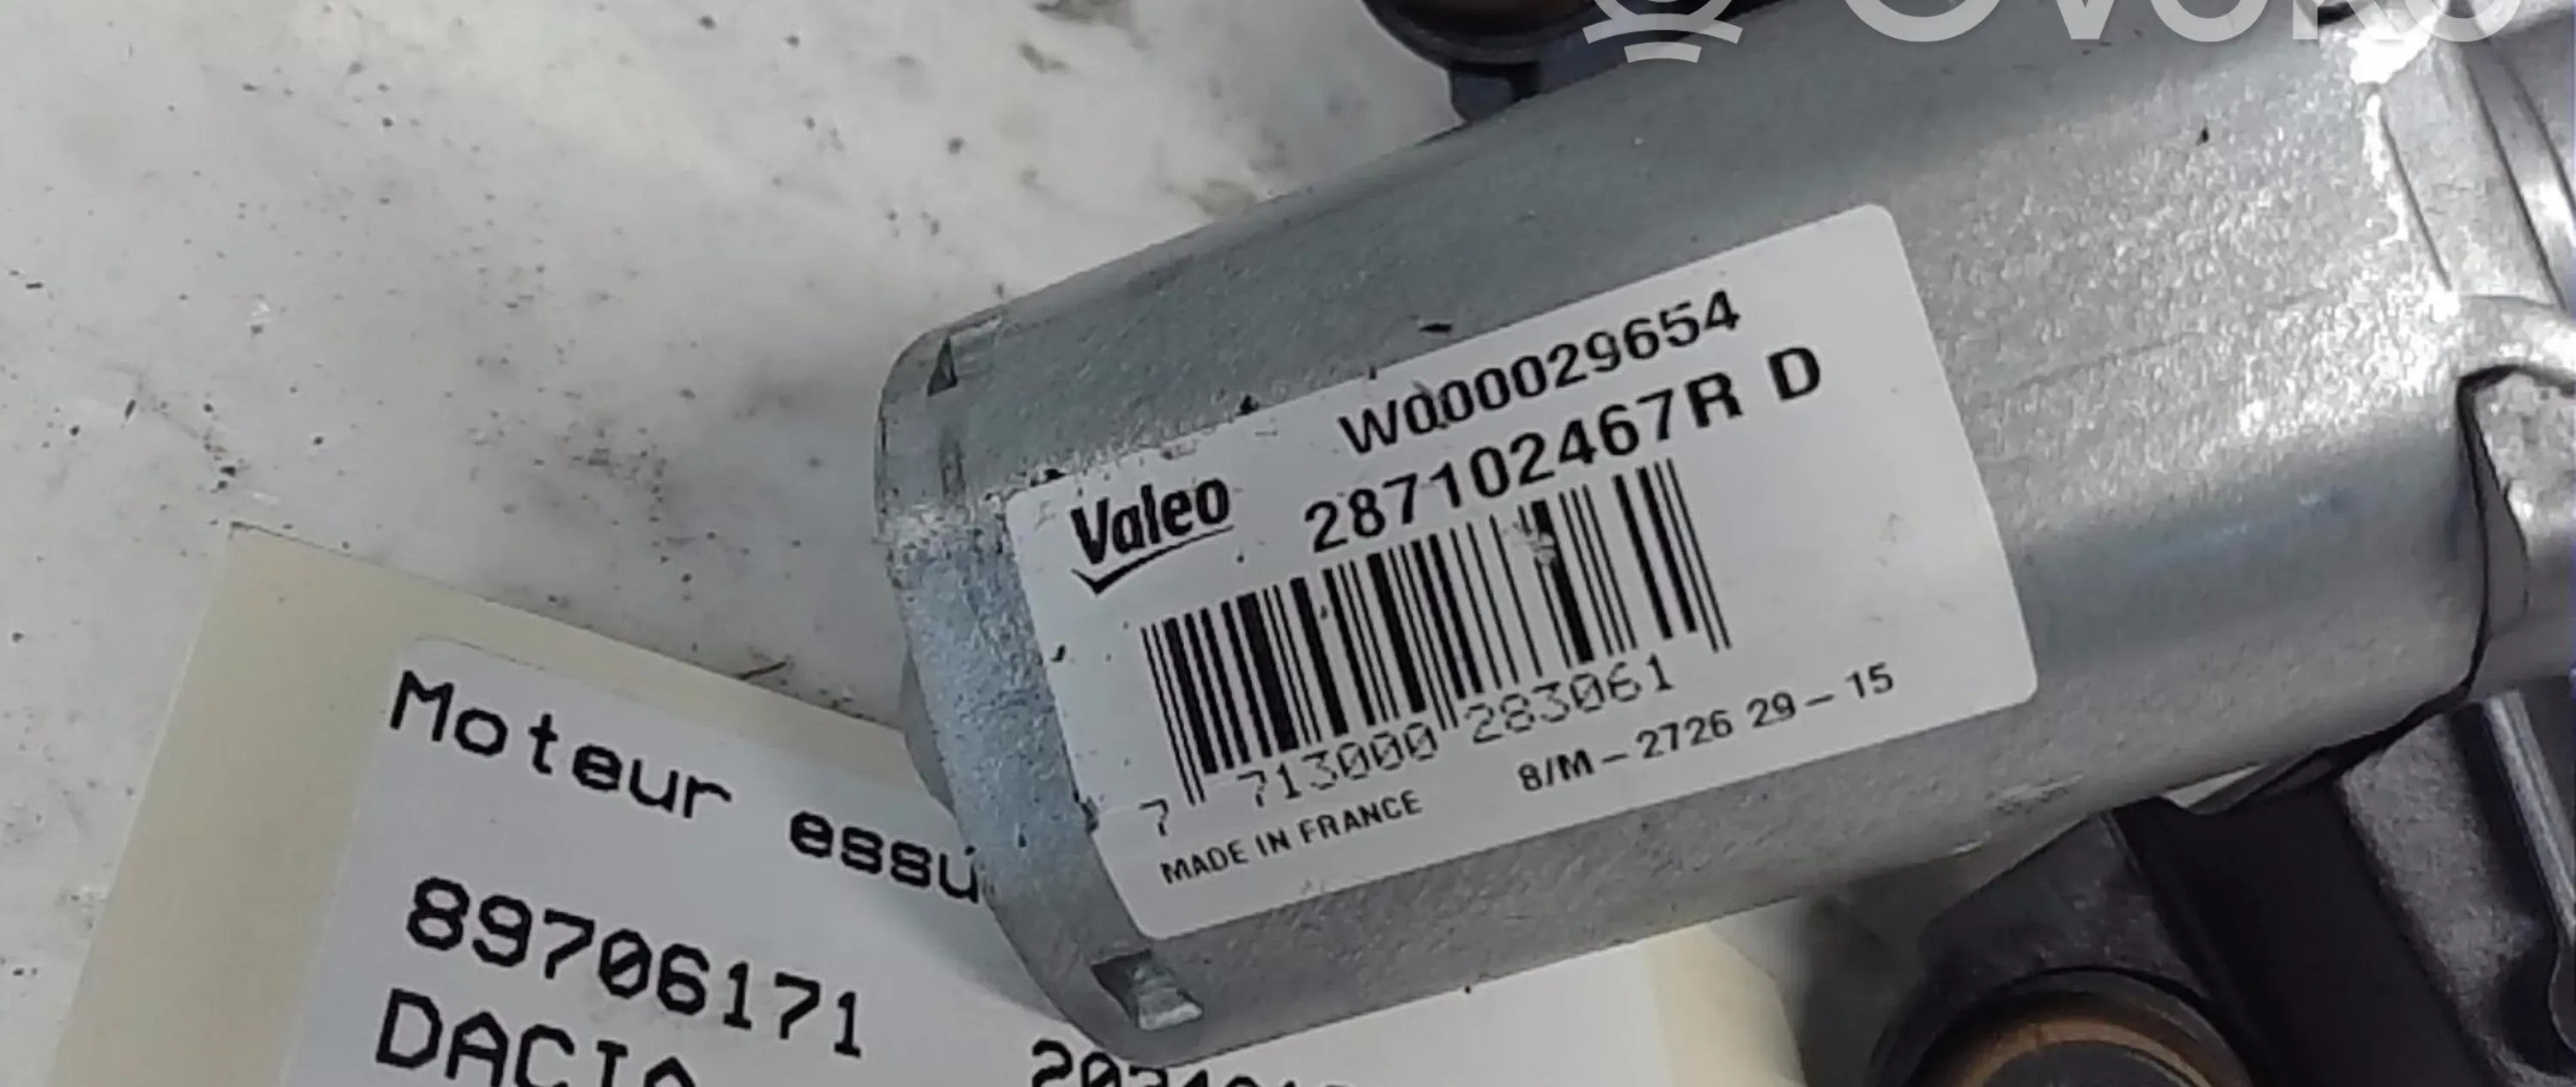 W000029654
Valeo 287102467R D
7 713000 283061
MADE IN FRANCE 8/M-2726 29-15
Moteur essu
89706171
DACIA